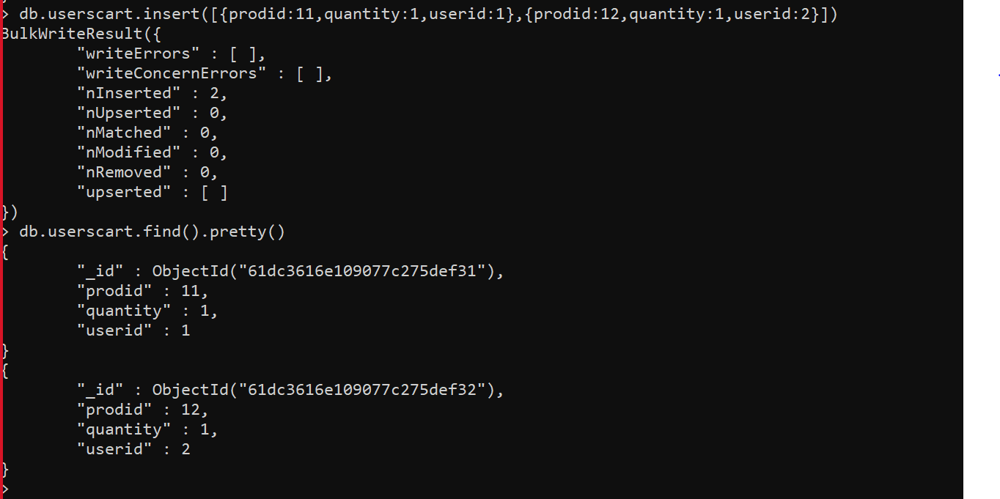 > db.userscart.insert([{prodid:11,quantity:1,userid:1},{prodid:12,quantity:1,userid:2}])
BulkWriteResult({
        "writeErrors" : [ ],
        "writeConcernErrors" : [ ],
        "nInserted" : 2,
        "nUpserted" : 0,
        "nMatched" : 0,
        "nModified" : 0,
        "nRemoved" : 0,
        "upserted" : [ ]
})
> db.userscart.find().pretty()
{
        "_id" : ObjectId("61dc3616e109077c275def31"),
        "prodid" : 11,
        "quantity" : 1,
        "userid" : 1
}
{
        "_id" : ObjectId("61dc3616e109077c275def32"),
        "prodid" : 12,
        "quantity" : 1,
        "userid" : 2
}
>